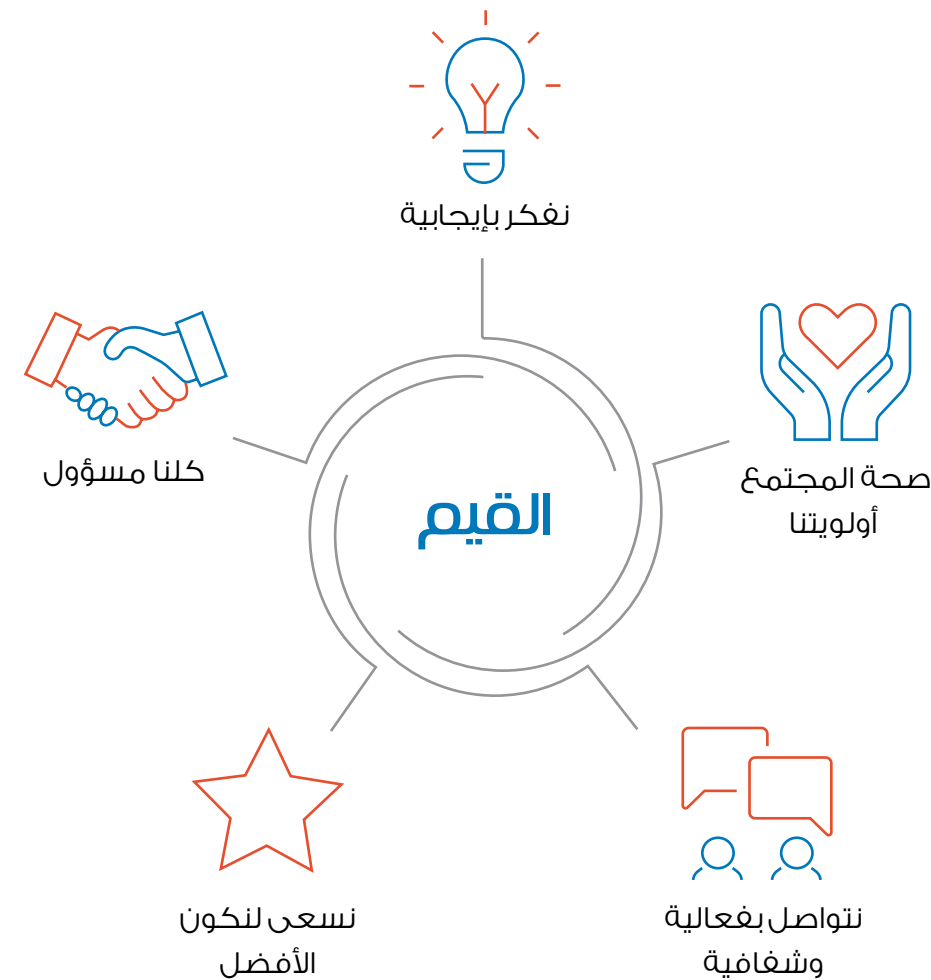 نفكر بإيجابية
كلنا مسؤول
صحة المجتمع
أولويتنا
القيم
نسعى لنكون
الأفضل
نتواصل بفعالية
وشفافية